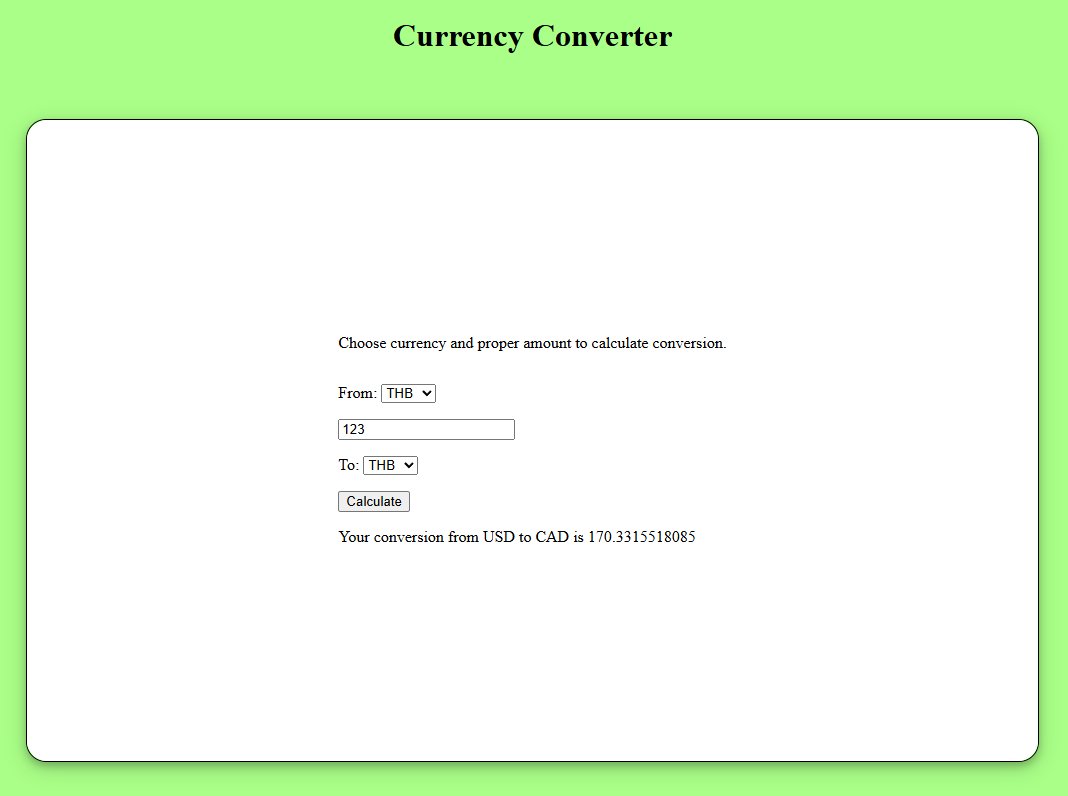 Currency Converter
Choose currency and proper amount to calculate conversion.
From: THB
123
To: THB
Calculate
Your conversion from USD to CAD is 170.3315518085